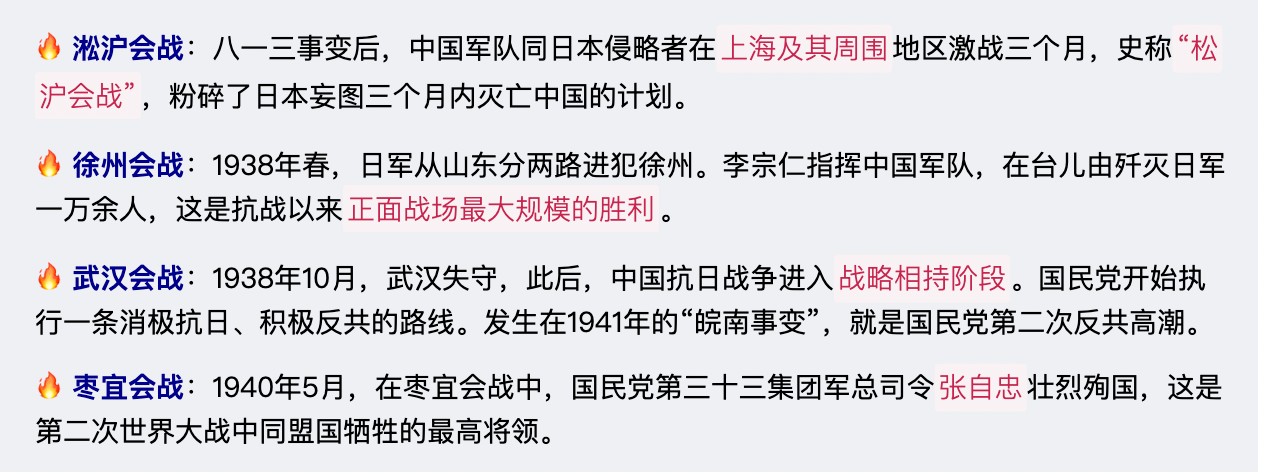 🔥 淞沪会战：八一三事变后，中国军队同日本侵略者在上海及其周围地区激战三个月，史称“松
沪会战”，粉碎了日本妄图三个月内灭亡中国的计划。
🔥 徐州会战：1938年春，日军从山东分两路进犯徐州。李宗仁指挥中国军队，在台儿由歼灭日军
一万余人，这是抗战以来正面战场最大规模的胜利。
🔥 武汉会战：1938年10月，武汉失守，此后，中国抗日战争进入战略相持阶段。国民党开始执
行一条消极抗日、积极反共的路线。发生在1941年的“皖南事变”，就是国民党第二次反共高潮。
🔥 枣宜会战：1940年5月，在枣宜会战中，国民党第三十三集团军总司令张自忠壮烈殉国，这是
第二次世界大战中同盟国牺牲的最高将领。